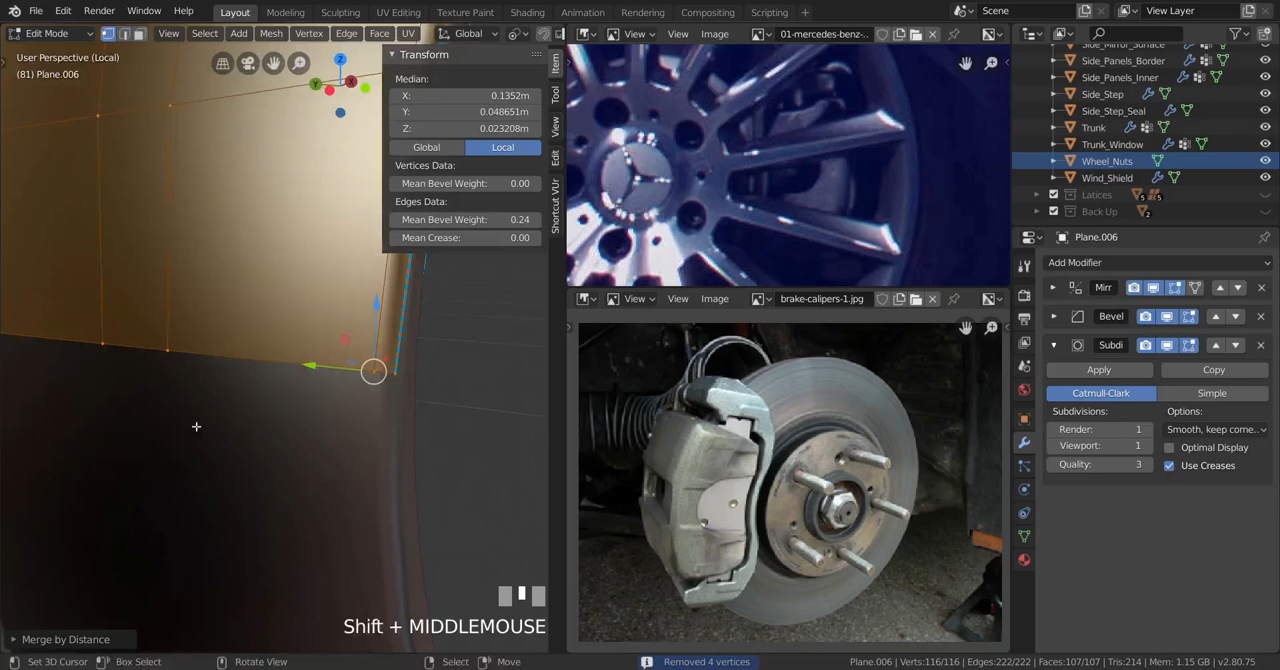 File Edit Render Window Help Layout Modeling Sculpting UV Editing Texture Paint Shading Animation Rendering Compositing Scripting + Scene View Layer
Edit Mode View Select Add Mesh Vertex Edge Face UV Global View View Image 01-mercedes-benz-..
User Perspective (Local)
(81) Plane.006
Z
X
Y
Transform
Median:
X: 0.1352m
Y: 0.048651m
Z: 0.023208m
Global Local
Vertices Data:
Mean Bevel Weight: 0.00
Edges Data:
Mean Bevel Weight: 0.24
Mean Crease: 0.00
Item
Tool
View
Edit
Shortcut VUr
View View Image brake-calipers-1.jpg
Side_Mirror_Surface
Side_Panels_Border
Side_Panels_Inner
Side_Step
Side_Step_Seal
Trunk
Trunk_Window
Wheel_Nuts
Wind_Shield
Latices 5 5
Back Up 2
Plane.006
Add Modifier
Mirr
Bevel
Subdi
Apply Copy
Catmull-Clark Simple
Subdivisions: Options:
Render: 1 Smooth, keep corne..
Viewport: 1 Optimal Display
Quality: 3 Use Creases
Shift + MIDDLEMOUSE
Merge by Distance
Set 3D Cursor Box Select Rotate View Select Move Removed 4 vertices Plane.006 | Verts:116/116 | Edges:222/222 | Faces:107/107 | Tris:214 | Mem: 1.15 GB | v2.80.75